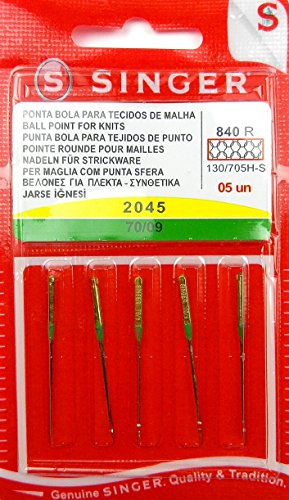 S
S SINGER
PONTA BOLA PARA TECIDOS DE MALHA
BALL POINT FOR KNITS
PUNTA BOLA PARA TEJIDOS DE PUNTO
POINTE ROUNDE POUR MAILLES
NADELN FÜR STRICKWARE
PER MAGLIA COM PUNTA SFERA
ΒΕΛΟΝΕΣ ΓΙΑ ΠΛΕΚΤΑ - ΣΥΝΘΕΤΙΚΑ
JARSE IĞNESİ
840 R
130/705H-S
05 un
2045
70/09
Genuine SINGER. Quality & Tradition.